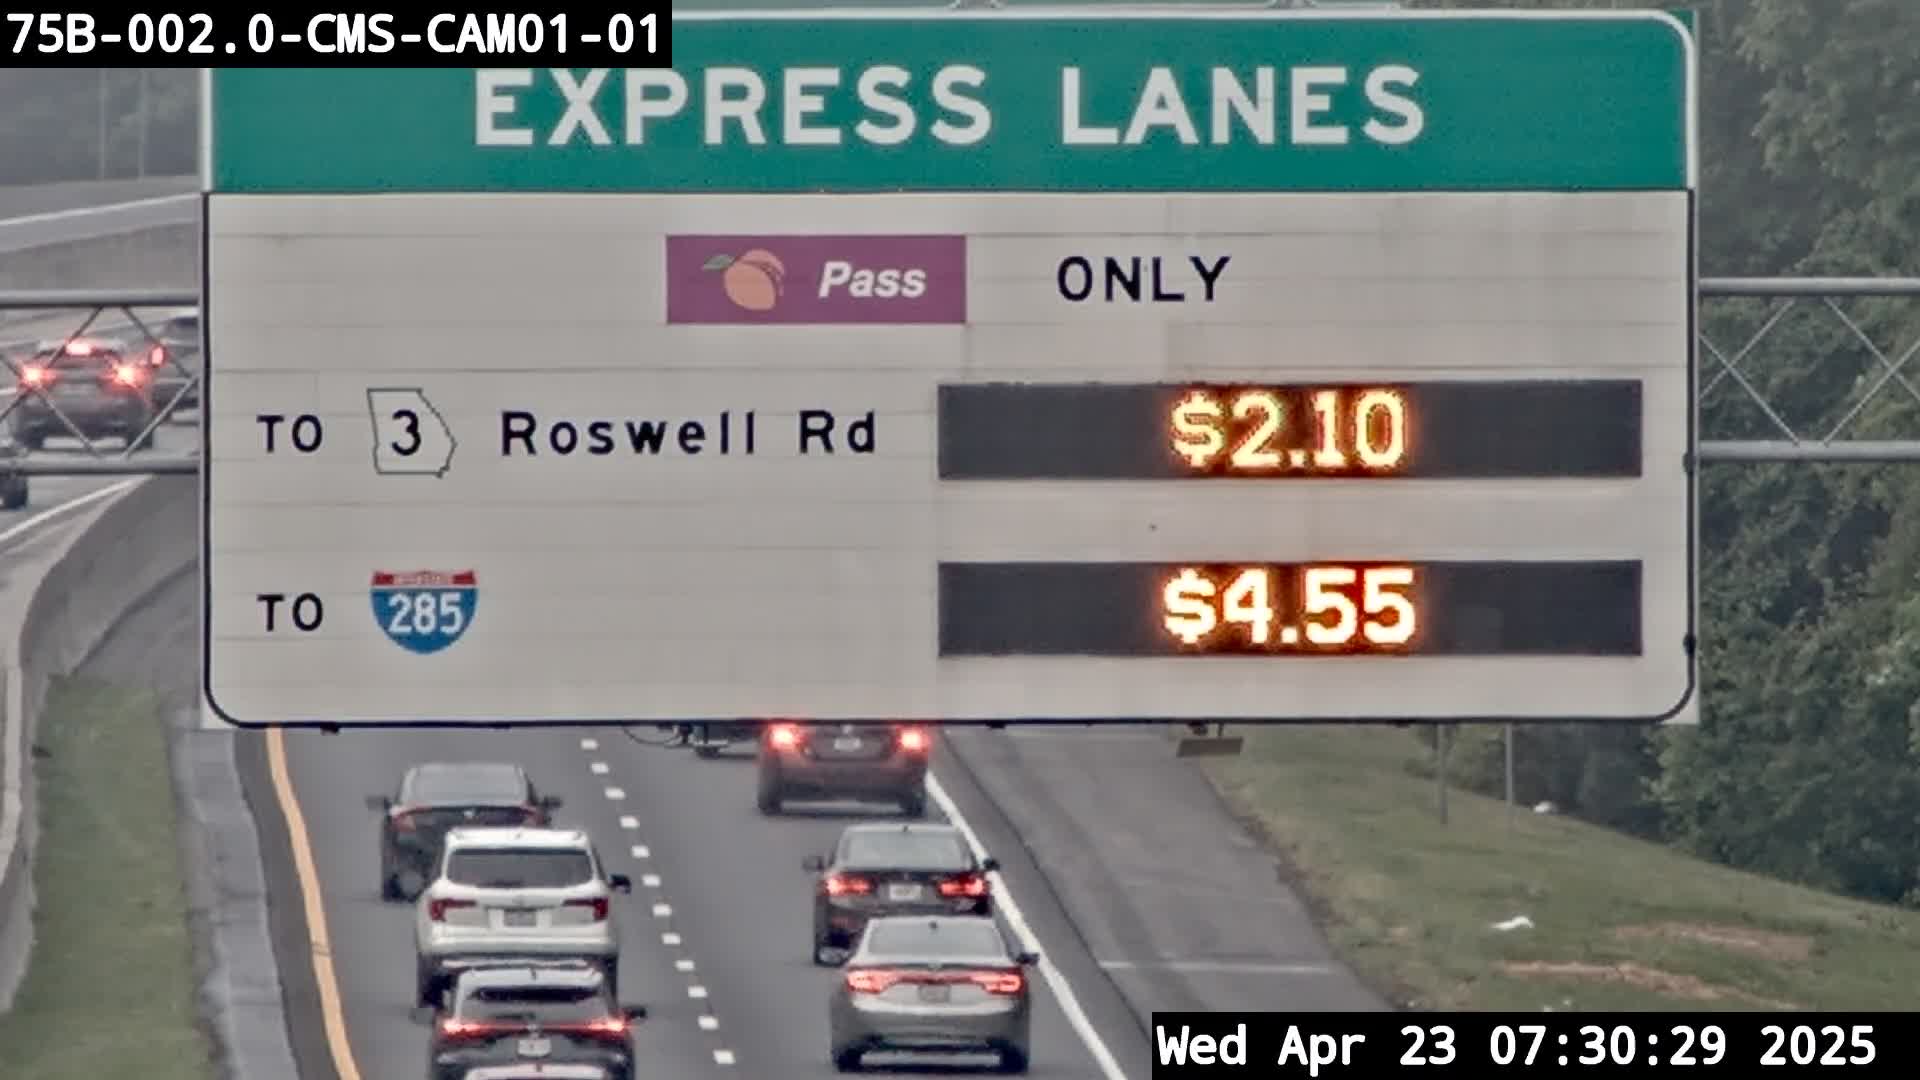 75B-002.0-CMS-CAM01-01
EXPRESS LANES
Pass ONLY
TO 3 Roswell Rd $2.10
TO 285 $4.55
Wed Apr 23 07:30:29 2025